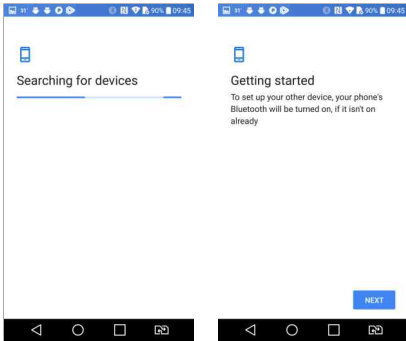 31°
90%
09:45
Searching for devices
31°
90%
09:45
Getting started
To set up your other device, your phone's
Bluetooth will be turned on, if it isn't on
already
NEXT